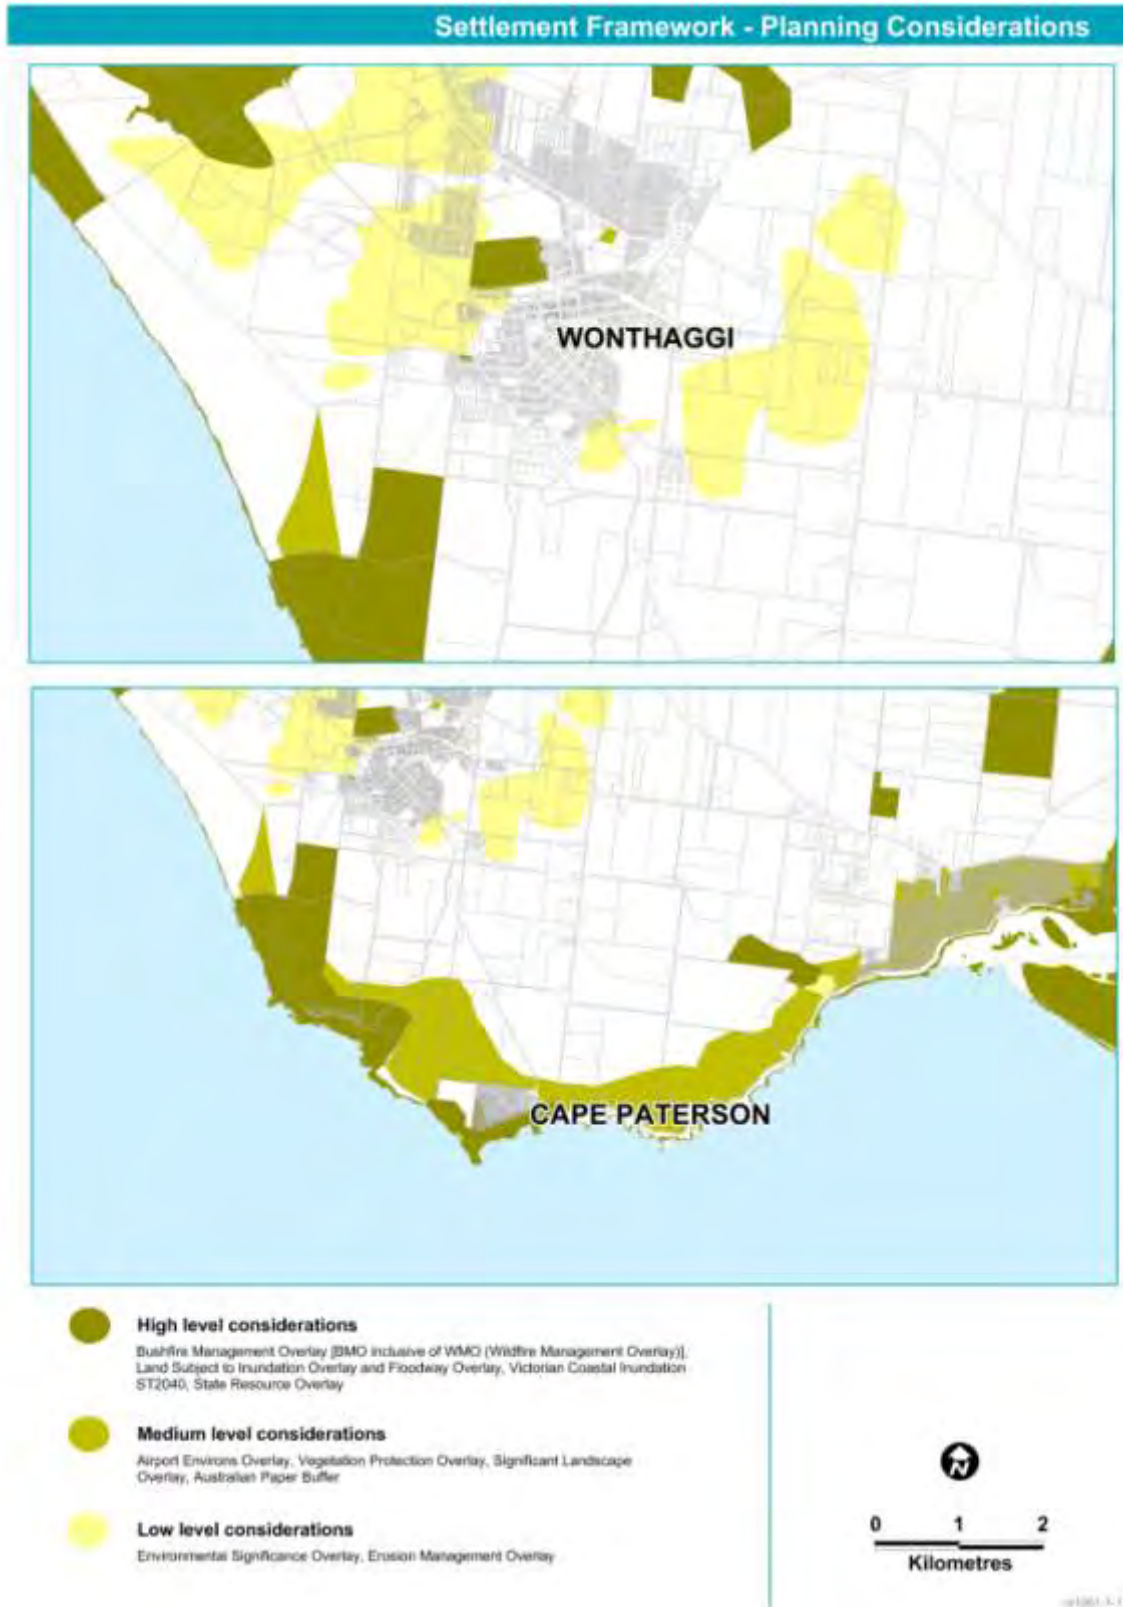 Settlement Framework - Planning Considerations
WONTHAGGI
CAPE PATERSON
High level considerations
Bushfire Management Overlay [BMO inclusive of WMO (Wildfire Management Overlay)],
Land Subject to Inundation Overlay and Floodway Overlay, Victorian Coastal Inundation
ST2040, State Resource Overlay
Medium level considerations
Airport Environs Overlay, Vegetation Protection Overlay, Significant Landscape
Overlay, Australian Paper Buffer
Low level considerations
Environmental Significance Overlay, Erosion Management Overlay
N
0 1 2
Kilometres